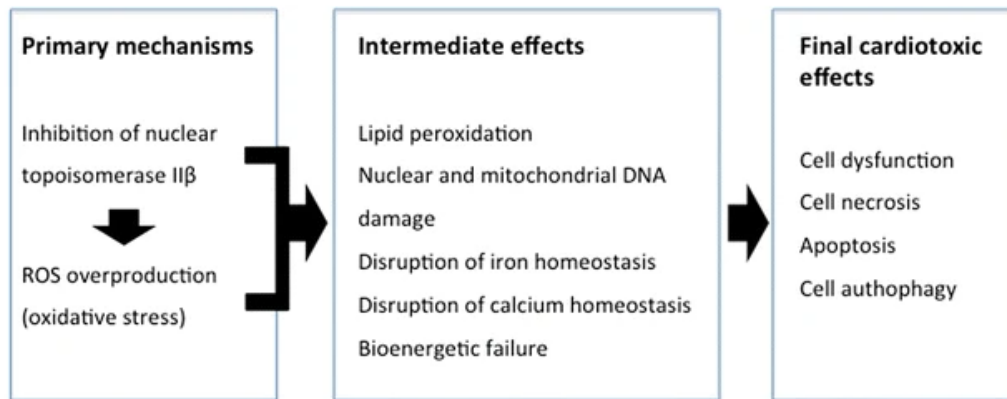 Primary mechanisms
Inhibition of nuclear
topoisomerase IIβ
ROS overproduction
(oxidative stress)
Intermediate effects
Lipid peroxidation
Nuclear and mitochondrial DNA
damage
Disruption of iron homeostasis
Disruption of calcium homeostasis
Bioenergetic failure
Final cardiotoxic
effects
Cell dysfunction
Cell necrosis
Apoptosis
Cell authophagy